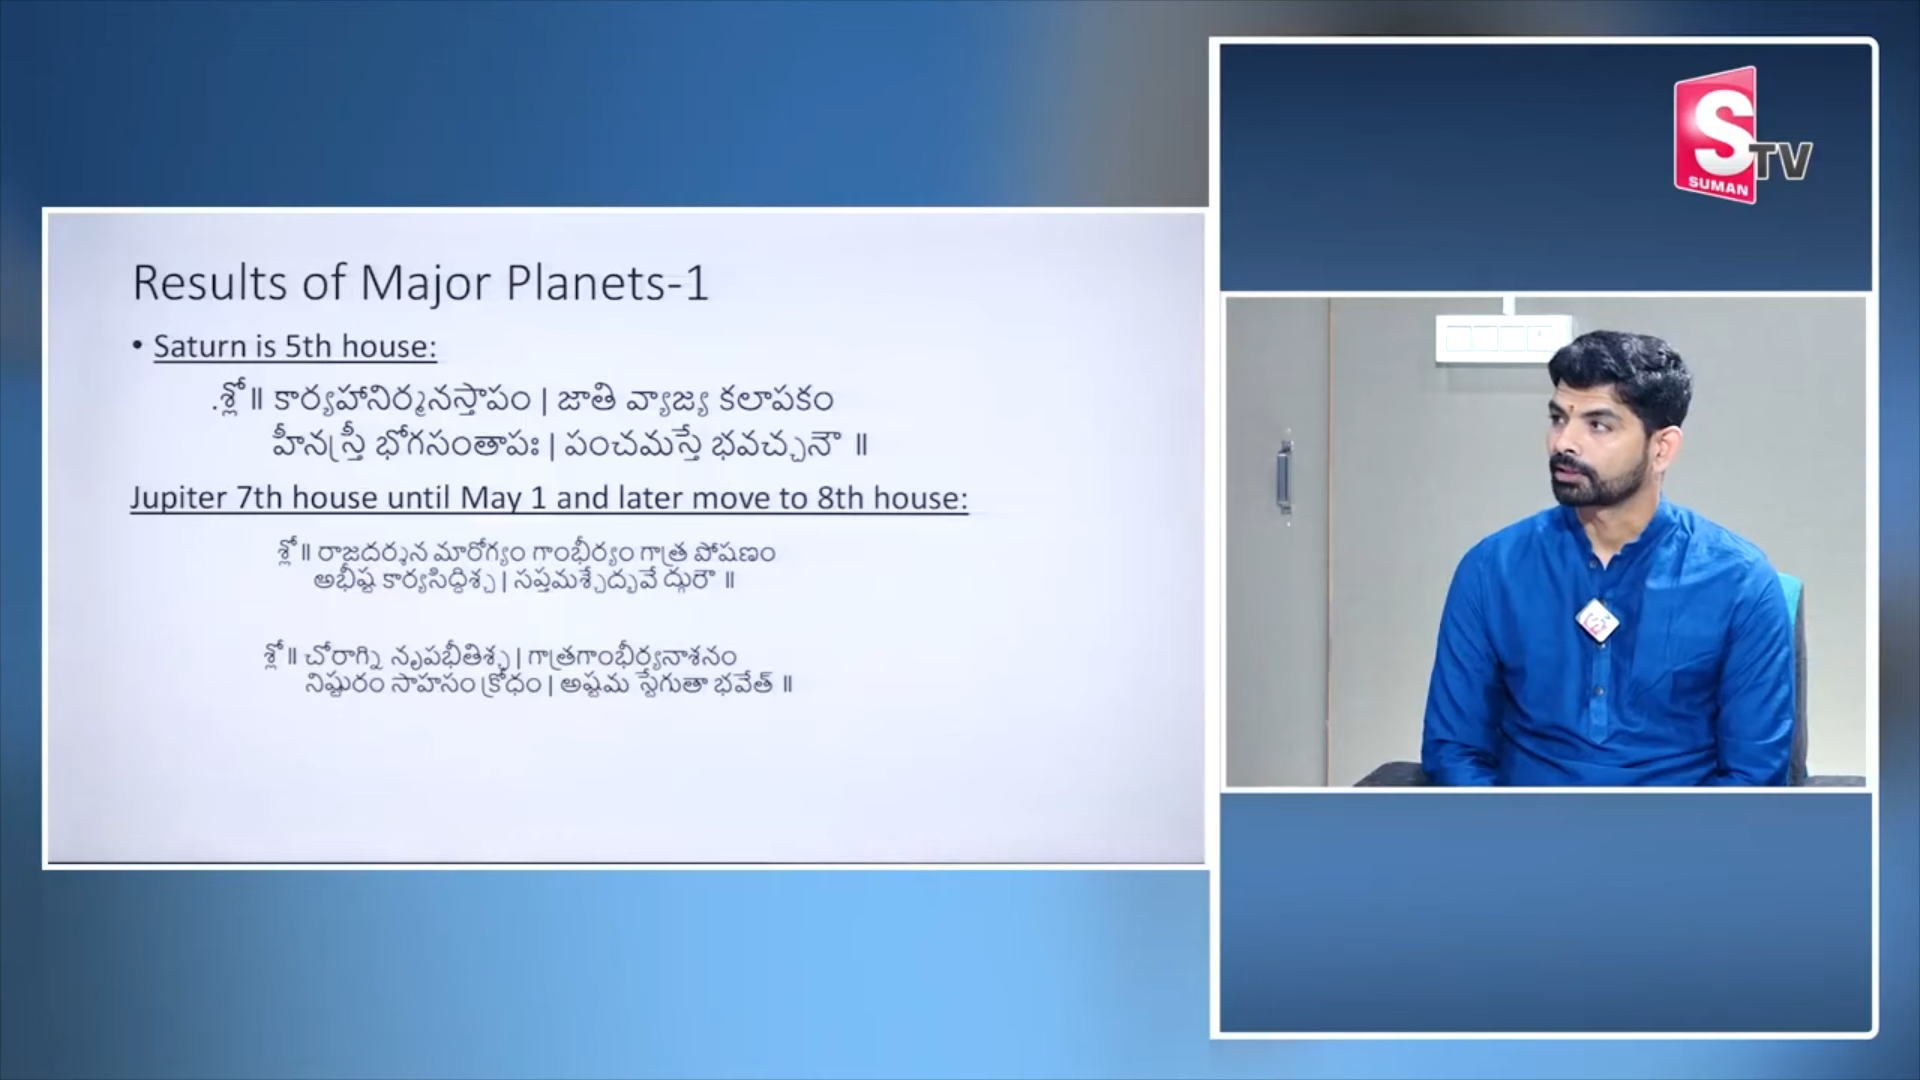 S TV
SUMAN
Results of Major Planets-1
• Saturn is 5th house:
.శ్లో॥ కార్యహానిర్మనస్తాపం | జాతి వ్యాజ్య కలాపకం
హీనస్త్రీ భోగసంతాపః | పంచమస్తే భవచ్ఛనౌ ॥
Jupiter 7th house until May 1 and later move to 8th house:
శ్లో॥ రాజదర్శన మారోగ్యం గాంభీర్యం గాత్ర పోషణం
అభీష్ట కార్యసిద్ధిశ్చ | సప్తమశ్చేద్భవే ద్గురౌ ॥
శ్లో॥ చోరాగ్ని నృపభీతిశ్చ | గాత్రగాంభీర్యనాశనం
నిష్ఠురం సాహసం క్రోధం | అష్టమ స్థేగుతా భవేత్ ॥